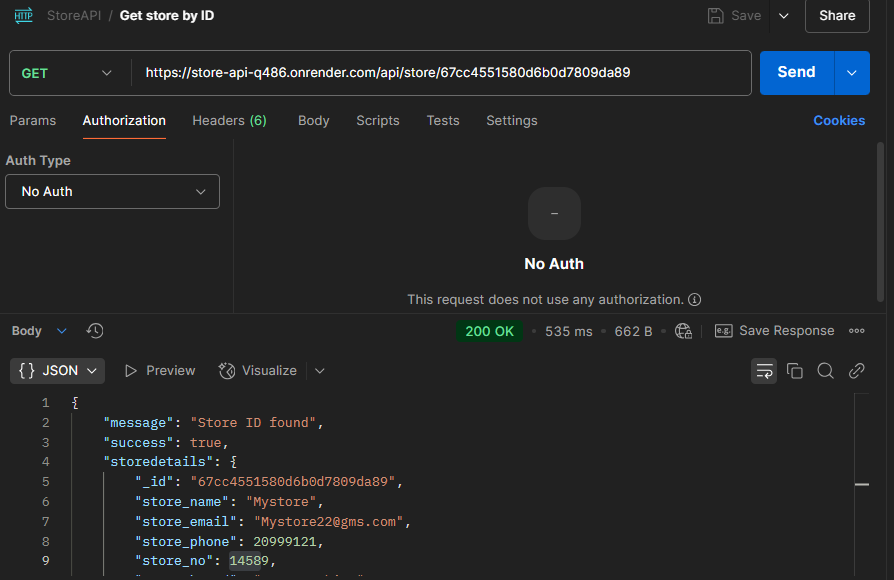 HTTP StoreAPI / Get store by ID Save Share
GET https://store-api-q486.onrender.com/api/store/67cc4551580d6b0d7809da89 Send
Params Authorization Headers (6) Body Scripts Tests Settings Cookies
Auth Type
No Auth
No Auth
This request does not use any authorization.
Body 200 OK • 535 ms • 662 B • e.g. Save Response
{} JSON Preview Visualize
1 {
2 "message": "Store ID found",
3 "success": true,
4 "storedetails": {
5 "_id": "67cc4551580d6b0d7809da89",
6 "store_name": "Mystore",
7 "store_email": "Mystore22@gms.com",
8 "store_phone": 20999121,
9 "store_no": 14589,